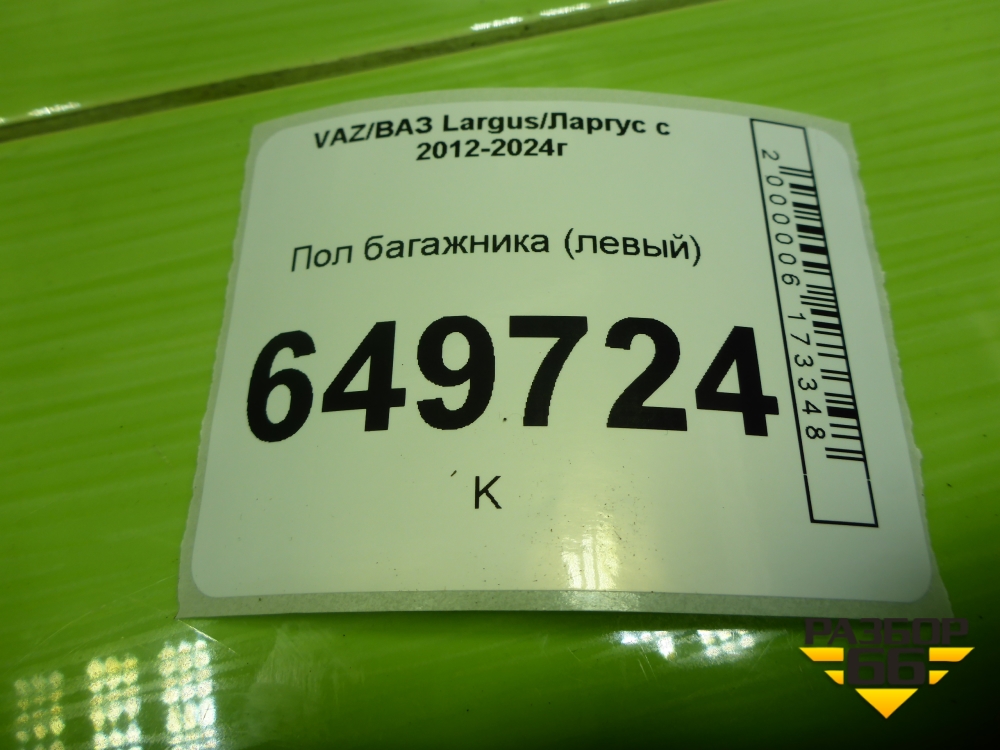 VAZ/ВАЗ Largus/Ларгус с
2012-2024г
Пол багажника (левый)
649724
К
2000006173348
РАЗБОР
66